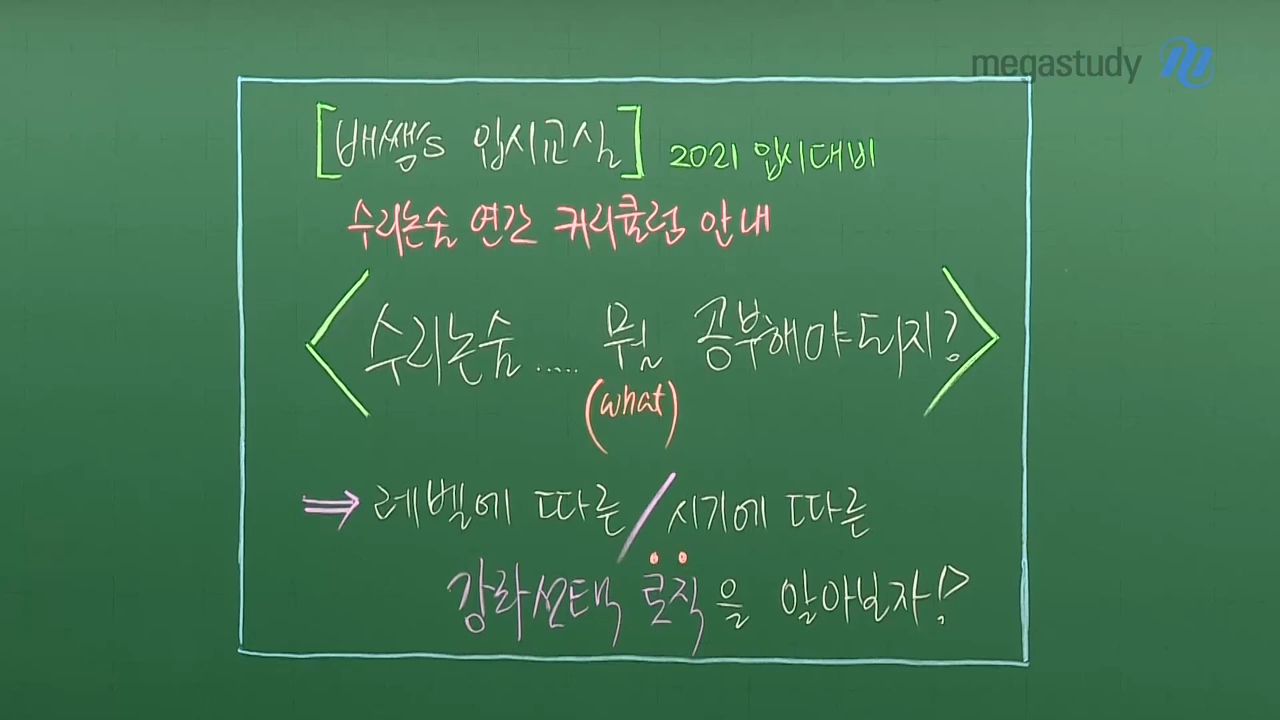 megastudy
[배쌤's 입시교실] 2021 입시대비
수리논술 연간 커리큘럼 안내
<수리논술..... 뭘 공부해야되지?>
(what)
⇒ 레벨에 따른 / 시기에 따른
강좌선택 로직을 알아보자!